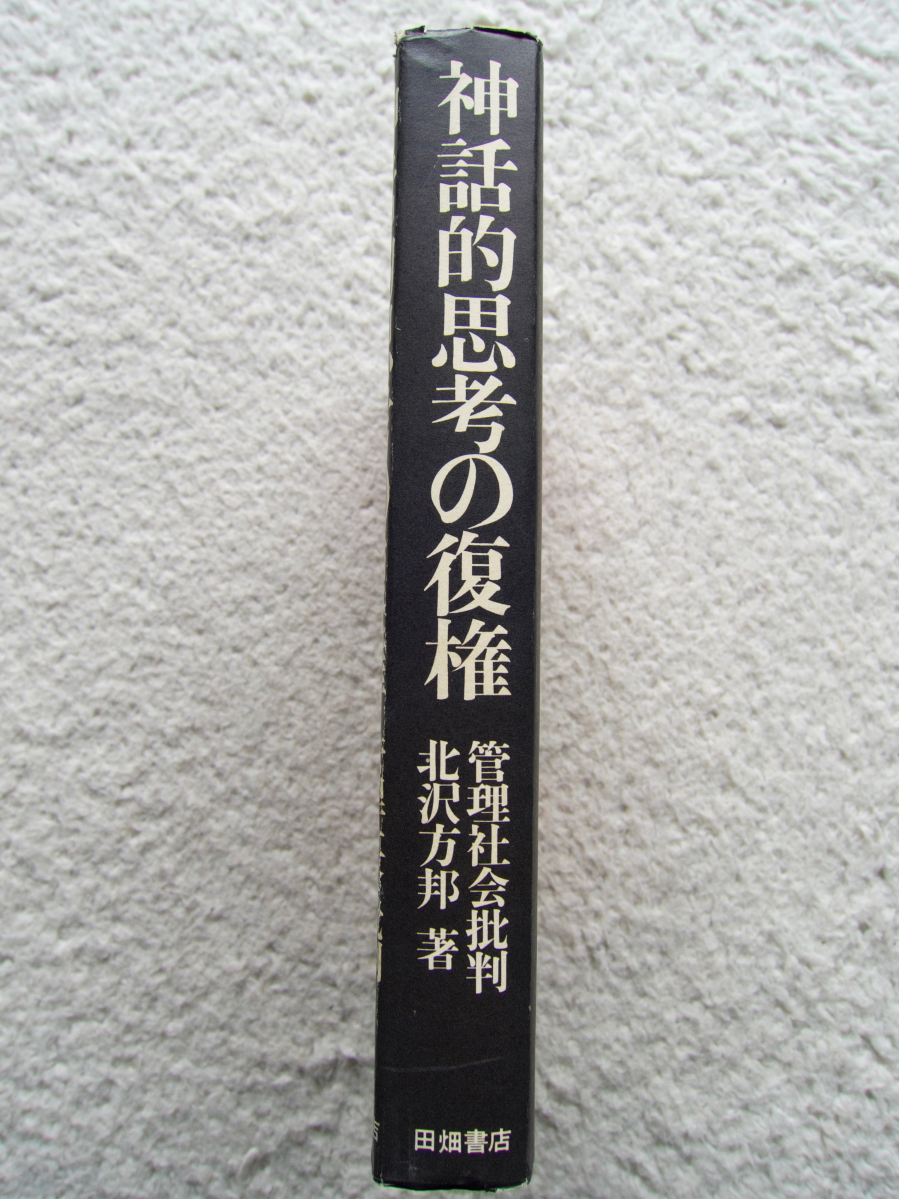 神話的思考の復権
管理社会批判
北沢方邦 著
田畑書店